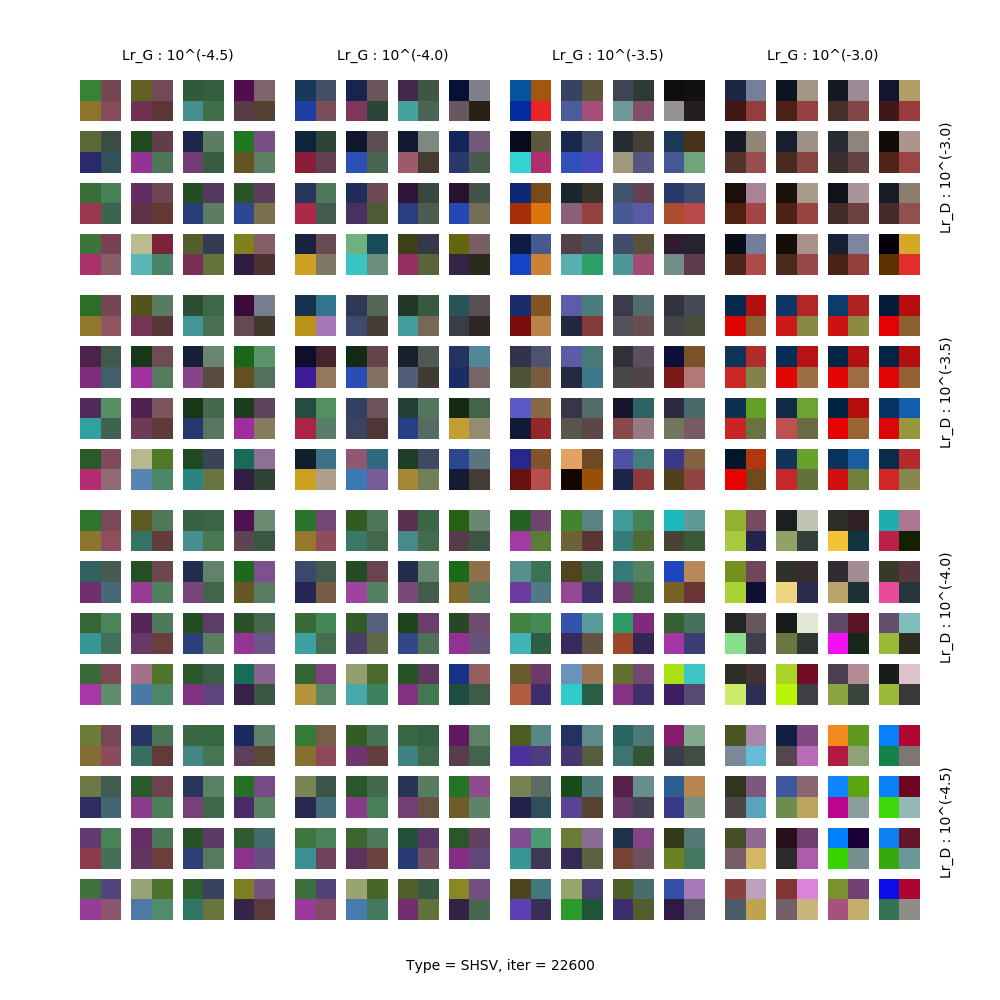 Lr_G : 10^(-4.5)
Lr_G : 10^(-4.0)
Lr_G : 10^(-3.5)
Lr_G : 10^(-3.0)
Lr_D : 10^(-3.0)
Lr_D : 10^(-3.5)
Lr_D : 10^(-4.0)
Lr_D : 10^(-4.5)
Type = SHSV, iter = 22600